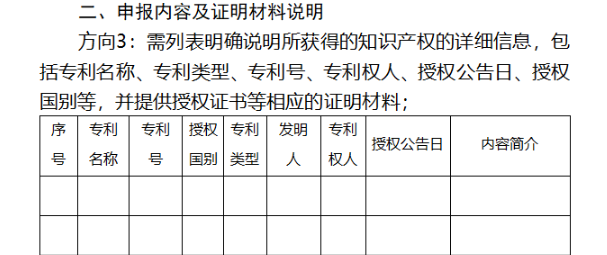 二、申报内容及证明材料说明
方向3：需列表明确说明所获得的知识产权的详细信息，包
括专利名称、专利类型、专利号、专利权人、授权公告日、授权
国别等，并提供授权证书等相应的证明材料；
序号 专利名称 专利号 授权国别 专利类型 发明人 专利权人 授权公告日 内容简介